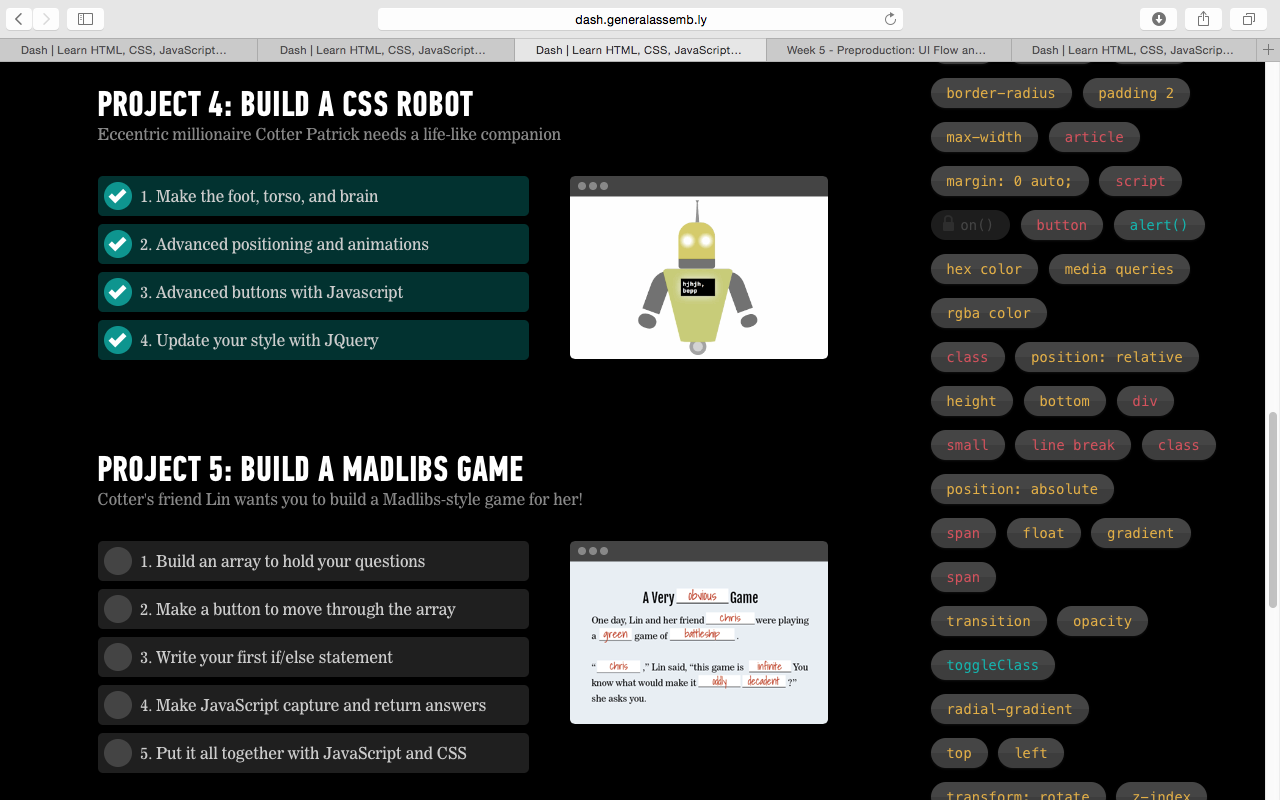 dash.generalassemb.ly
Dash | Learn HTML, CSS, JavaScript…
Dash | Learn HTML, CSS, JavaScript…
Dash | Learn HTML, CSS, JavaScript…
Week 5 - Preproduction: UI Flow an…
Dash | Learn HTML, CSS, JavaScrip…
PROJECT 4: BUILD A CSS ROBOT
Eccentric millionaire Cotter Patrick needs a life-like companion
1. Make the foot, torso, and brain
2. Advanced positioning and animations
3. Advanced buttons with Javascript
4. Update your style with JQuery
hjhjh,
bepp
PROJECT 5: BUILD A MADLIBS GAME
Cotter's friend Lin wants you to build a Madlibs-style game for her!
1. Build an array to hold your questions
2. Make a button to move through the array
3. Write your first if/else statement
4. Make JavaScript capture and return answers
5. Put it all together with JavaScript and CSS
A Very obvious Game
One day, Lin and her friend chris were playing
a green game of battleship .
“ chris ,” Lin said, “this game is infinite You
know what would make it oddly decadent ?”
she asks you.
border-radius padding 2
max-width article
margin: 0 auto; script
on() button alert()
hex color media queries
rgba color
class position: relative
height bottom div
small line break class
position: absolute
span float gradient
span
transition opacity
toggleClass
radial-gradient
top left
transform: rotate z-index